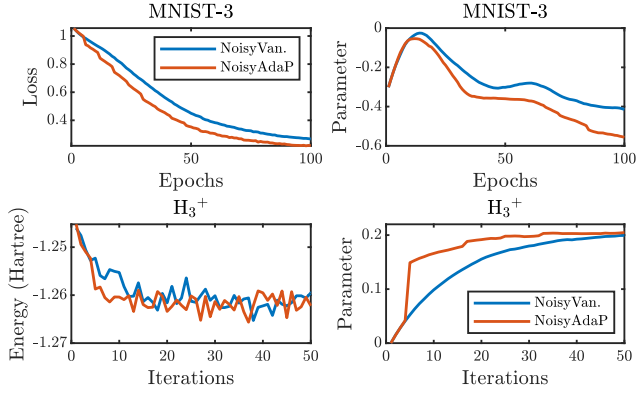 MNIST-3
Loss
1
0.8
0.6
0.4
0
50
100
Epochs
NoisyVan.
NoisyAdaP
MNIST-3
Parameter
0
-0.2
-0.4
-0.6
0
50
100
Epochs
H₃⁺
Energy (Hartree)
-1.25
-1.26
-1.27
0
10
20
30
40
50
Iterations
H₃⁺
Parameter
0.2
0.1
0
0
10
20
30
40
50
Iterations
NoisyVan.
NoisyAdaP